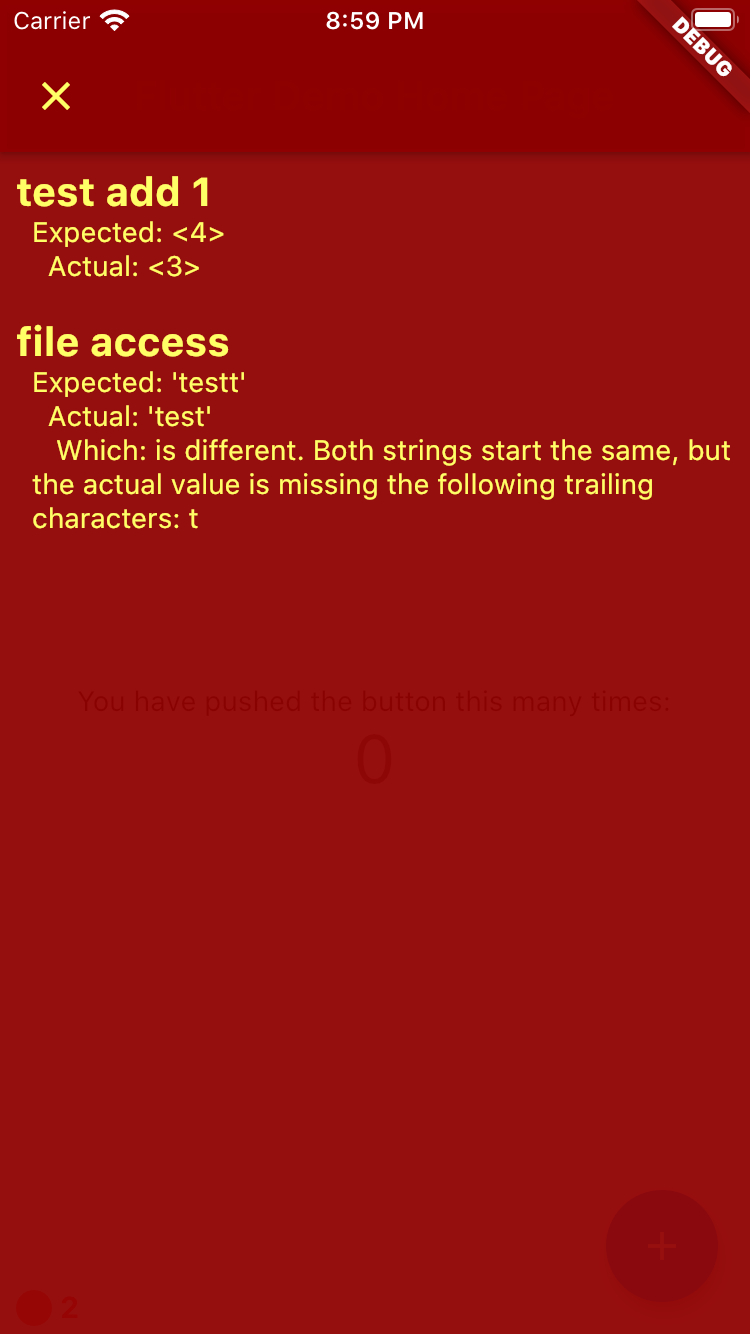 Carrier 8:59 PM
DEBUG
test add 1
Expected: <4>
Actual: <3>
file access
Expected: 'testt'
Actual: 'test'
Which: is different. Both strings start the same, but
the actual value is missing the following trailing
characters: t
You have pushed the button this many times:
0
+
2